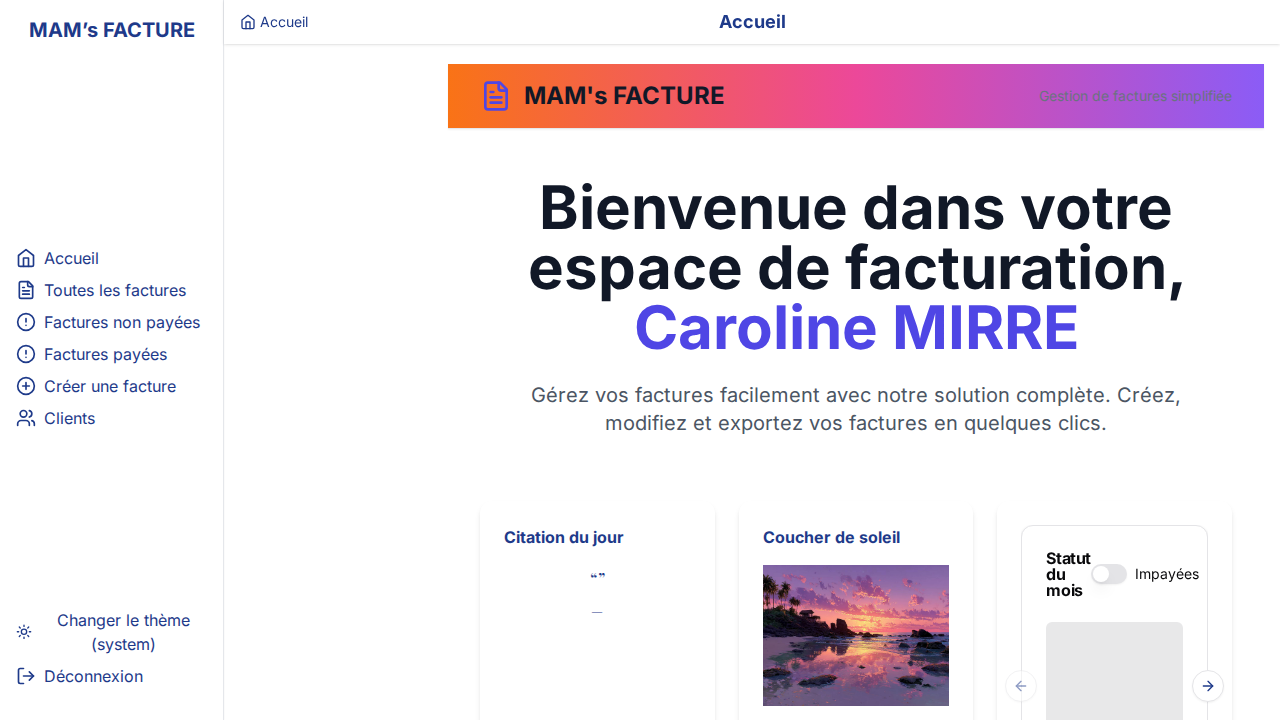 MAM’s FACTURE
Accueil
Toutes les factures
Factures non payées
Factures payées
Créer une facture
Clients
Changer le thème
(system)
Déconnexion
Accueil
Accueil
MAM's FACTURE
Gestion de factures simplifiée
Bienvenue dans votre
espace de facturation,
Caroline MIRRE
Gérez vos factures facilement avec notre solution complète. Créez,
modifiez et exportez vos factures en quelques clics.
Citation du jour
“”
—
Coucher de soleil
Statut
du
mois
Impayées